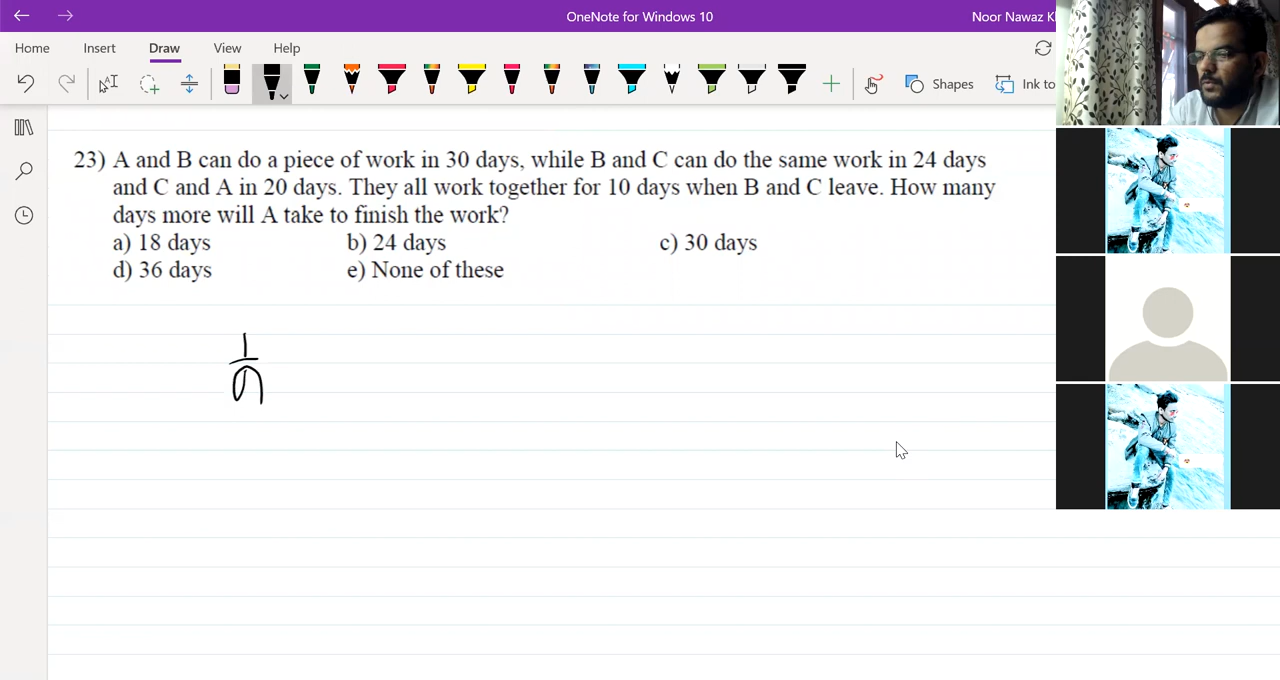 OneNote for Windows 10
Noor Nawaz K
Home Insert Draw View Help
Shapes
Ink to
23) A and B can do a piece of work in 30 days, while B and C can do the same work in 24 days
and C and A in 20 days. They all work together for 10 days when B and C leave. How many
days more will A take to finish the work?
a) 18 days b) 24 days c) 30 days
d) 36 days e) None of these
1